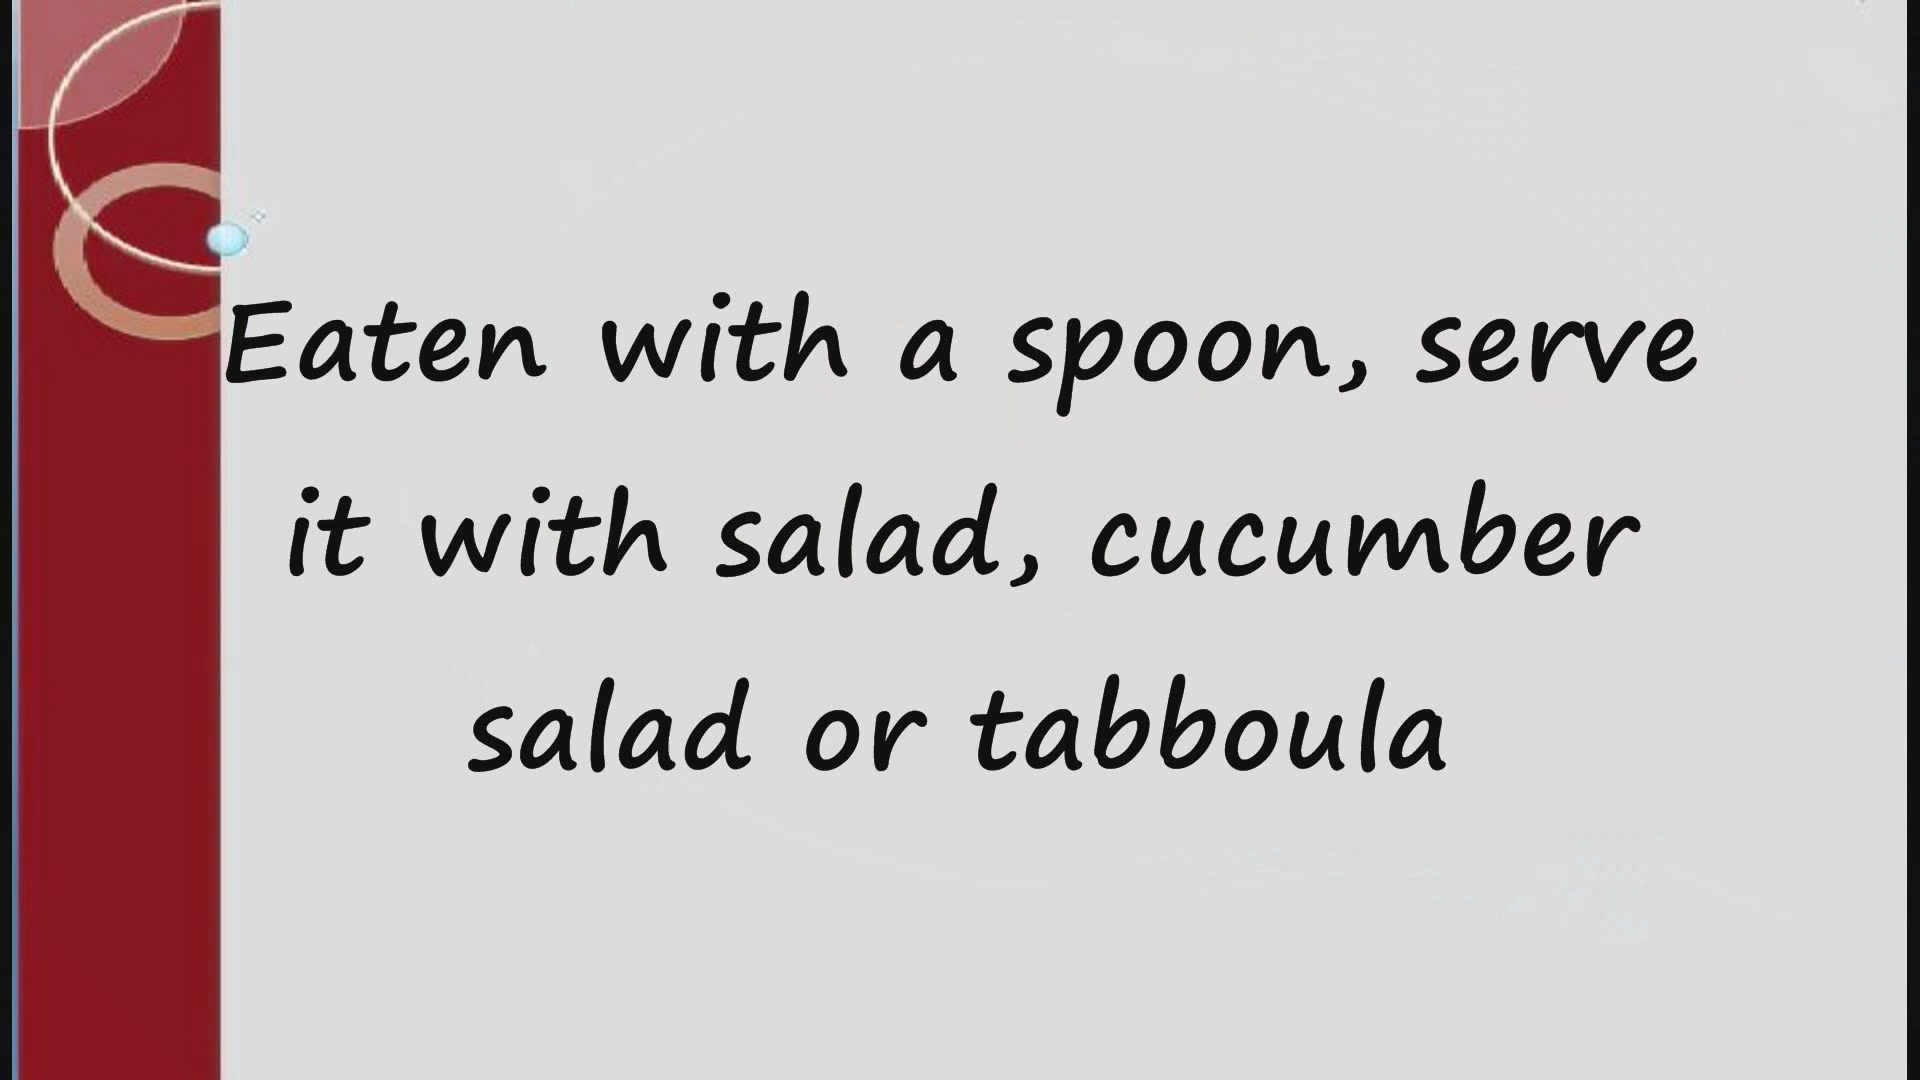 Eaten with a spoon, serve
it with salad, cucumber
salad or tabboula